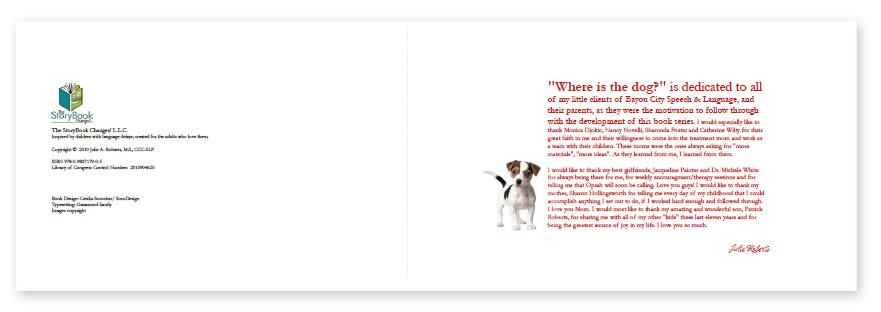 The
StoryBook
Changes!
The StoryBook Changes! L.L.C.
Inspired by children with language delays; created for the adults who love them.
Copyright © 2010 Julie A. Roberts, M.S., CCC-SLP
ISBN 978-0-9827179-0-5
Library of Congress Control Number: 2010904620
Book Design: Cecilia Sorochin/ SoroDesign
Typesetting: Garamond family
Images copyright
"Where is the dog?" is dedicated to all
of my little clients of Bayou City Speech & Language, and
their parents, as they were the motivation to follow through
with the development of this book series. I would especially like to
thank Monica Djokic, Nancy Novelli, Sharonda Foster and Catherine Wilty for their
great faith in me and their willingness to come into the treatment room and work as
a team with their children. These moms were the ones always asking for "more
materials", "more ideas". As they learned from me, I learned from them.
I would like to thank my best girlfriends, Jacqueline Painter and Dr. Michele White
for always being there for me, for weekly encouragment/therapy sessions and for
telling me that Oprah will soon be calling. Love you guys! I would like to thank my
mother, Sharon Hollingsworth for telling me every day of my childhood that I could
accomplish anything I set out to do, if I worked hard enough and followed through.
I love you Mom. I would most like to thank my amazing and wonderful son, Patrick
Roberts, for sharing me with all of my other "kids" these last eleven years and for
being the greatest source of joy in my life. I love you so much.
Julie Roberts